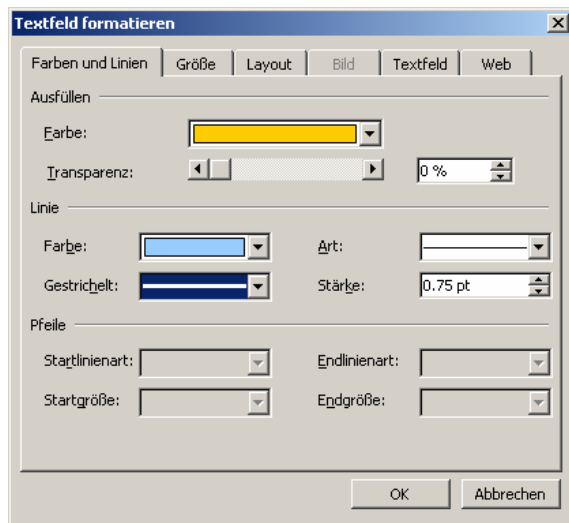 Textfeld formatieren
Farben und Linien Größe Layout Bild Textfeld Web
Ausfüllen
Farbe:
Transparenz: 0 %
Linie
Farbe: Art:
Gestrichelt: Stärke: 0.75 pt
Pfeile
Startlinienart: Endlinienart:
Startgröße: Endgröße:
OK Abbrechen